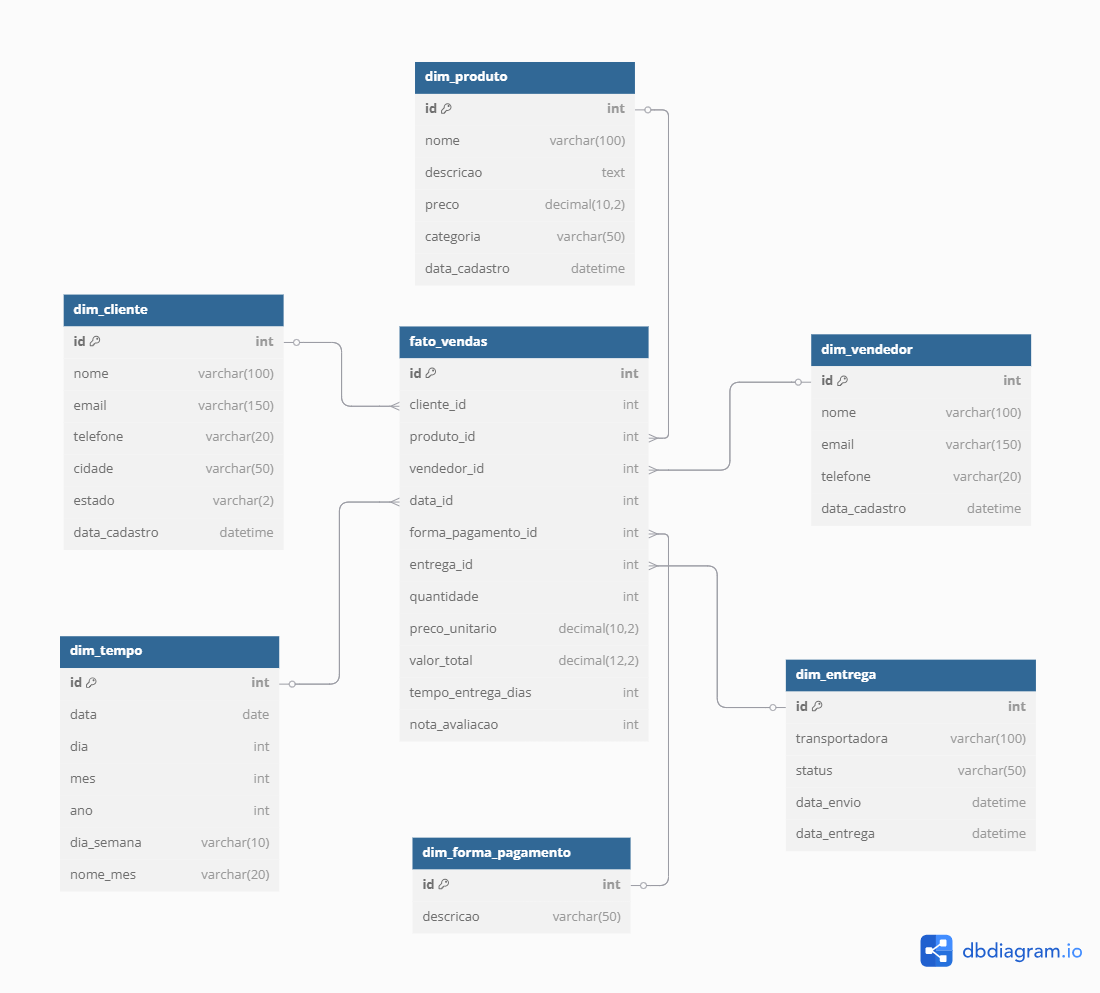 dim_produto
id int
nome varchar(100)
descricao text
preco decimal(10,2)
categoria varchar(50)
data_cadastro datetime
dim_cliente
id int
nome varchar(100)
email varchar(150)
telefone varchar(20)
cidade varchar(50)
estado varchar(2)
data_cadastro datetime
fato_vendas
id int
cliente_id int
produto_id int
vendedor_id int
data_id int
forma_pagamento_id int
entrega_id int
quantidade int
preco_unitario decimal(10,2)
valor_total decimal(12,2)
tempo_entrega_dias int
nota_avaliacao int
dim_vendedor
id int
nome varchar(100)
email varchar(150)
telefone varchar(20)
data_cadastro datetime
dim_tempo
id int
data date
dia int
mes int
ano int
dia_semana varchar(10)
nome_mes varchar(20)
dim_entrega
id int
transportadora varchar(100)
status varchar(50)
data_envio datetime
data_entrega datetime
dim_forma_pagamento
id int
descricao varchar(50)
dbdiagram.io